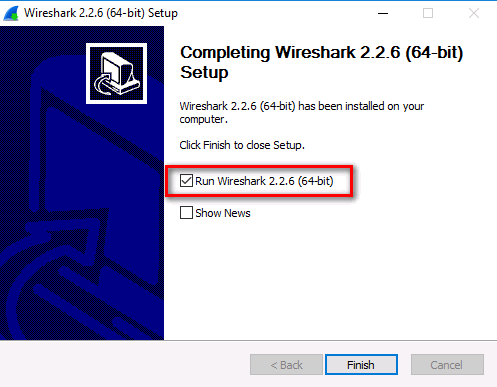 Wireshark 2.2.6 (64-bit) Setup
Completing Wireshark 2.2.6 (64-bit)
Setup
Wireshark 2.2.6 (64-bit) has been installed on your
computer.
Click Finish to close Setup.
Run Wireshark 2.2.6 (64-bit)
Show News
< Back
Finish
Cancel